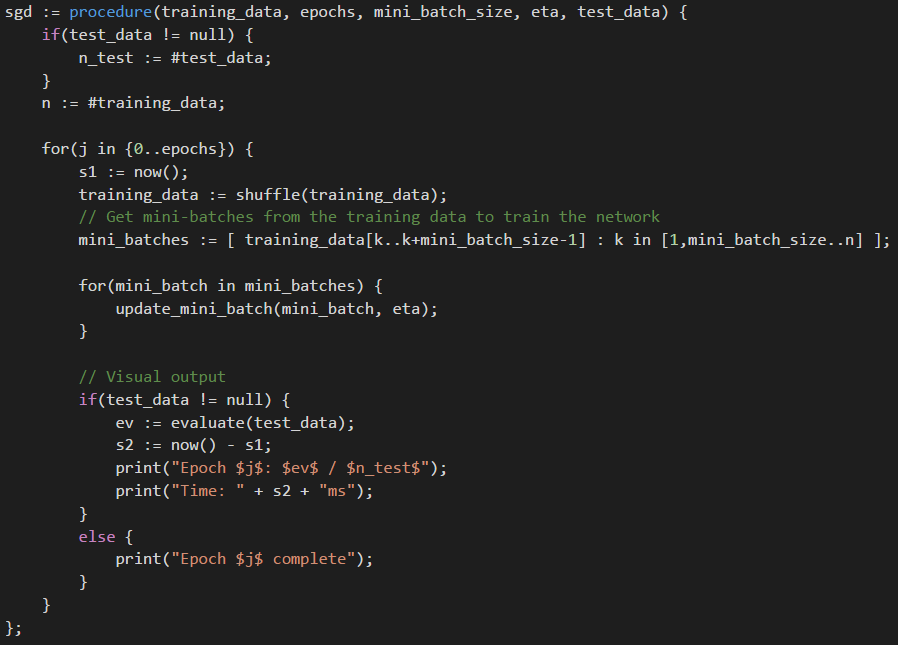 sgd := procedure(training_data, epochs, mini_batch_size, eta, test_data) {
    if(test_data != null) {
        n_test := #test_data;
    }
    n := #training_data;

    for(j in {0..epochs}) {
        s1 := now();
        training_data := shuffle(training_data);
        // Get mini-batches from the training data to train the network
        mini_batches := [ training_data[k..k+mini_batch_size-1] : k in [1,mini_batch_size..n] ];

        for(mini_batch in mini_batches) {
            update_mini_batch(mini_batch, eta);
        }

        // Visual output
        if(test_data != null) {
            ev := evaluate(test_data);
            s2 := now() - s1;
            print("Epoch $j$: $ev$ / $n_test$");
            print("Time: " + s2 + "ms");
        }
        else {
            print("Epoch $j$ complete");
        }
    }
};